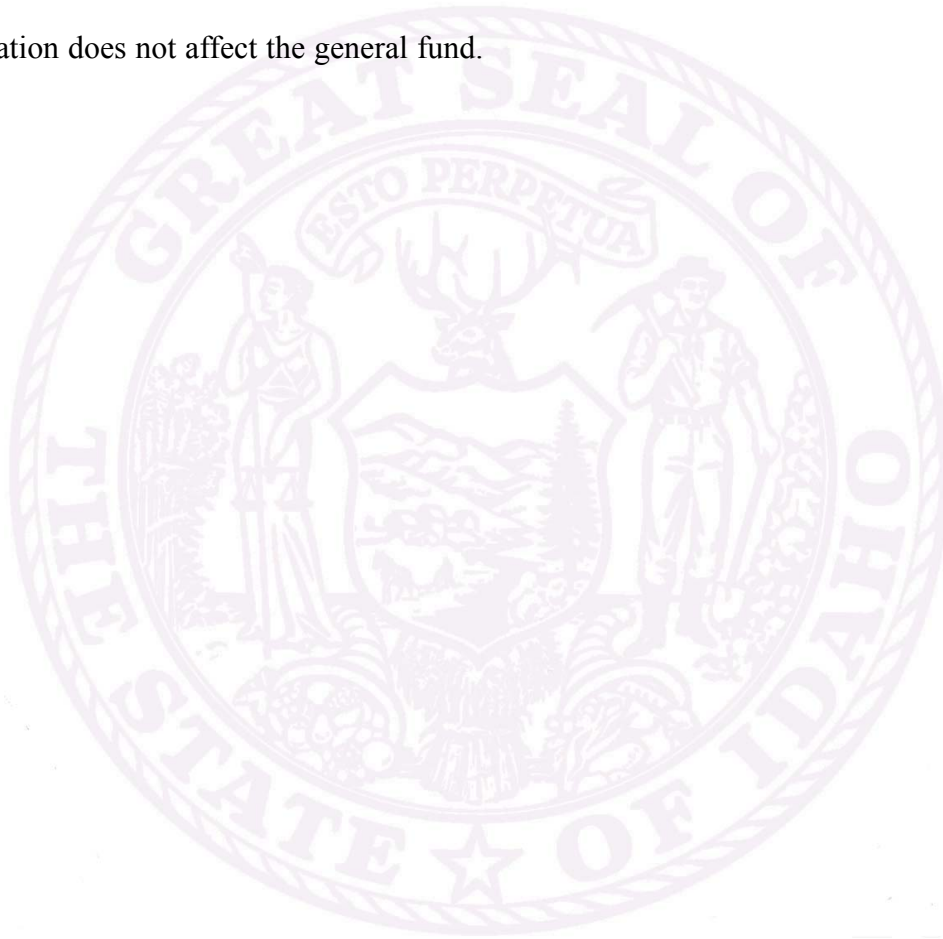 ation does not affect the general fund.
GREAT SEAL OF
ESTO PERPETUA
THE STATE OF IDAHO